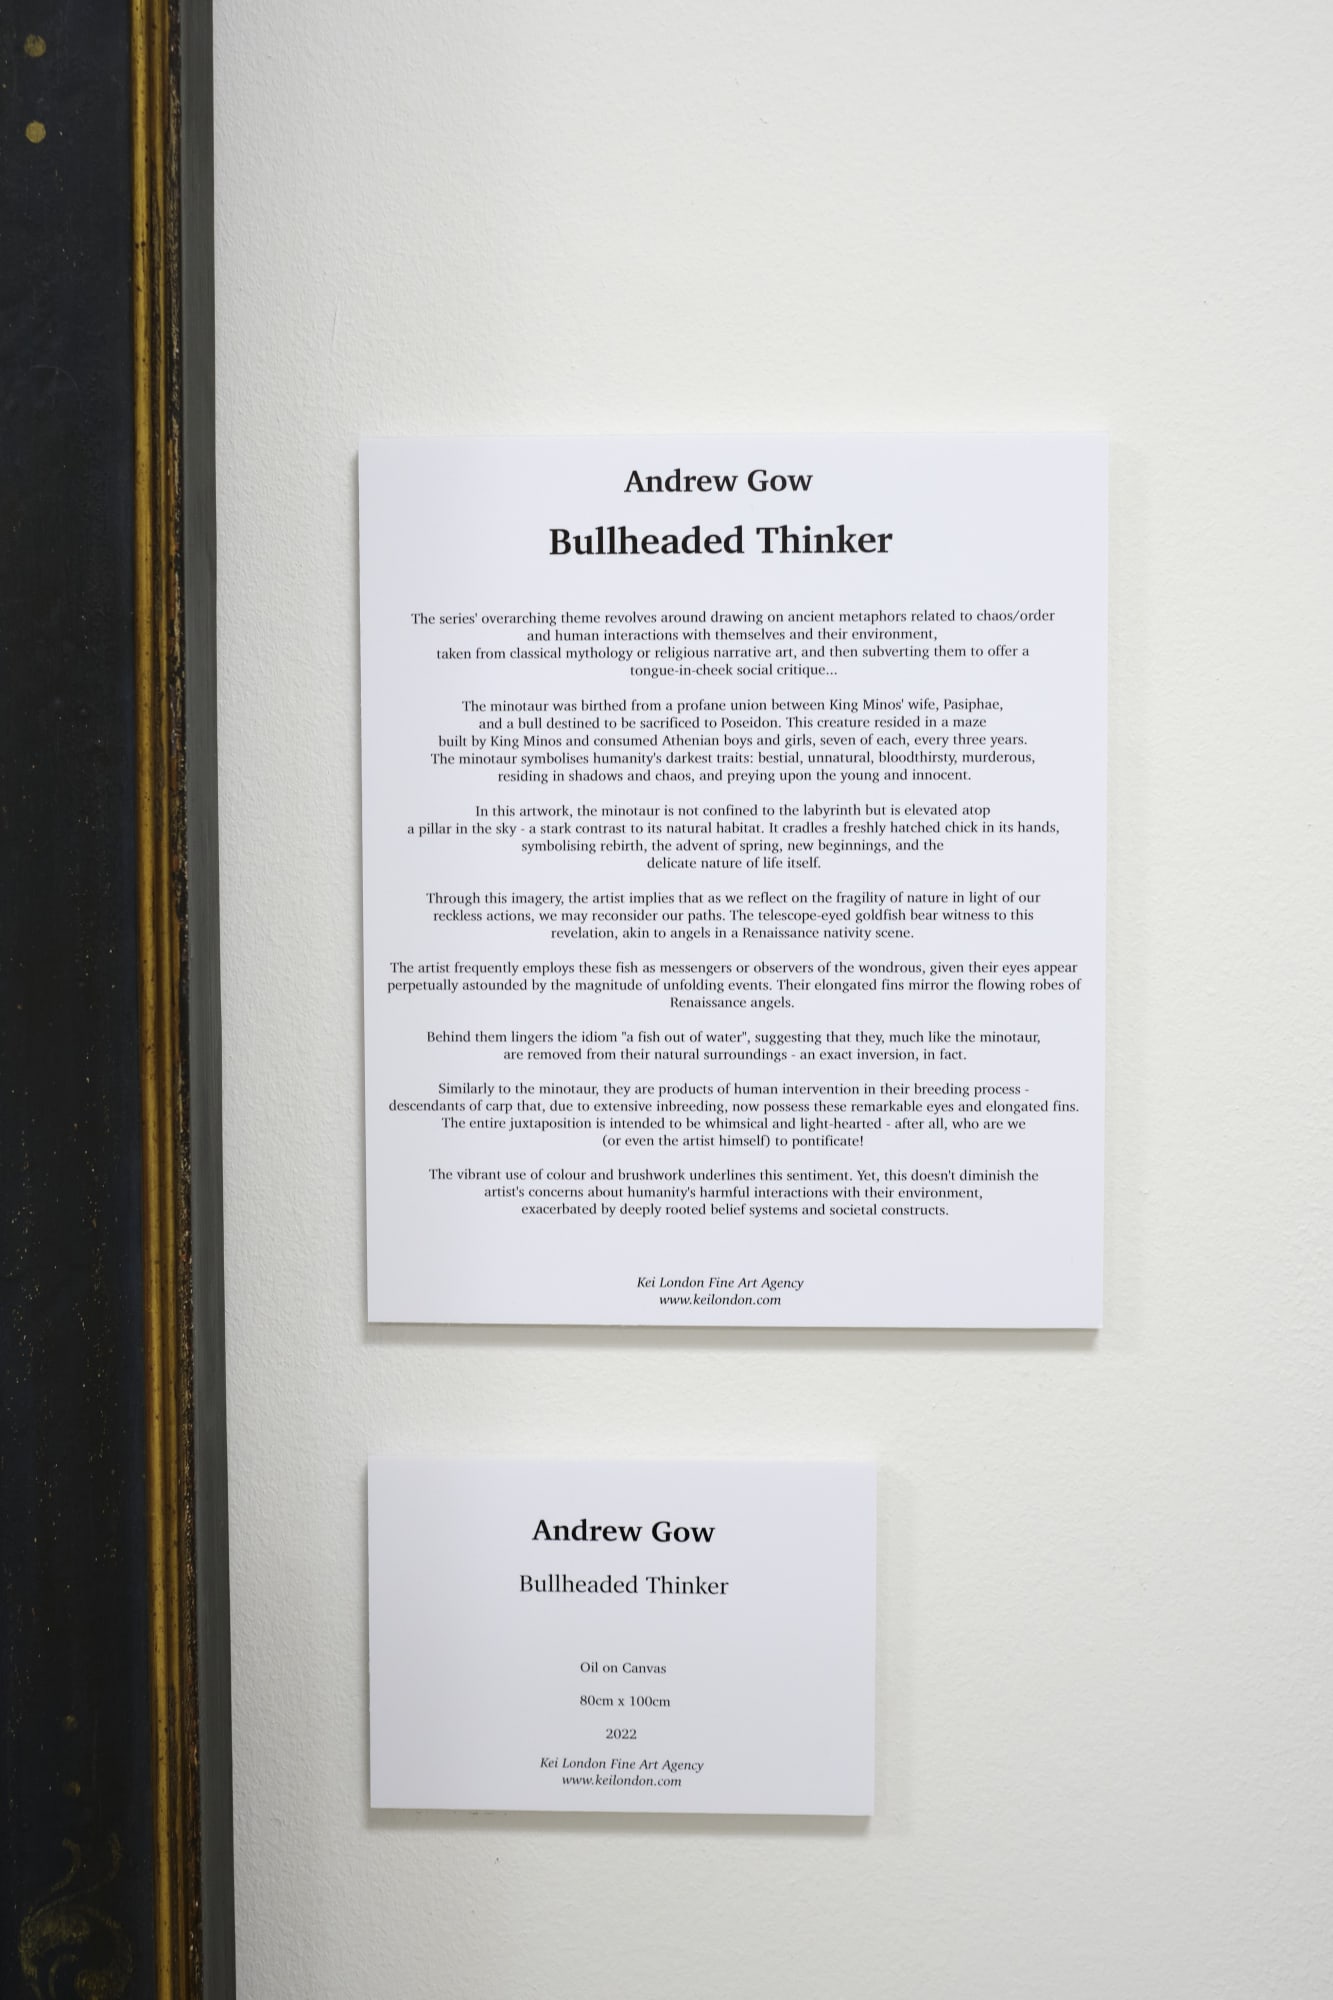 Andrew Gow
Bullheaded Thinker
The series' overarching theme revolves around drawing on ancient metaphors related to chaos/order
and human interactions with themselves and their environment,
taken from classical mythology or religious narrative art, and then subverting them to offer a
tongue-in-cheek social critique...
The minotaur was birthed from a profane union between King Minos' wife, Pasiphae,
and a bull destined to be sacrificed to Poseidon. This creature resided in a maze
built by King Minos and consumed Athenian boys and girls, seven of each, every three years.
The minotaur symbolises humanity's darkest traits: bestial, unnatural, bloodthirsty, murderous,
residing in shadows and chaos, and preying upon the young and innocent.
In this artwork, the minotaur is not confined to the labyrinth but is elevated atop
a pillar in the sky - a stark contrast to its natural habitat. It cradles a freshly hatched chick in its hands,
symbolising rebirth, the advent of spring, new beginnings, and the
delicate nature of life itself.
Through this imagery, the artist implies that as we reflect on the fragility of nature in light of our
reckless actions, we may reconsider our paths. The telescope-eyed goldfish bear witness to this
revelation, akin to angels in a Renaissance nativity scene.
The artist frequently employs these fish as messengers or observers of the wondrous, given their eyes appear
perpetually astounded by the magnitude of unfolding events. Their elongated fins mirror the flowing robes of
Renaissance angels.
Behind them lingers the idiom "a fish out of water", suggesting that they, much like the minotaur,
are removed from their natural surroundings - an exact inversion, in fact.
Similarly to the minotaur, they are products of human intervention in their breeding process -
descendants of carp that, due to extensive inbreeding, now possess these remarkable eyes and elongated fins.
The entire juxtaposition is intended to be whimsical and light-hearted - after all, who are we
(or even the artist himself) to pontificate!
The vibrant use of colour and brushwork underlines this sentiment. Yet, this doesn't diminish the
artist's concerns about humanity's harmful interactions with their environment,
exacerbated by deeply rooted belief systems and societal constructs.
Kei London Fine Art Agency
www.keilondon.com
Andrew Gow
Bullheaded Thinker
Oil on Canvas
80cm x 100cm
2022
Kei London Fine Art Agency
www.keilondon.com